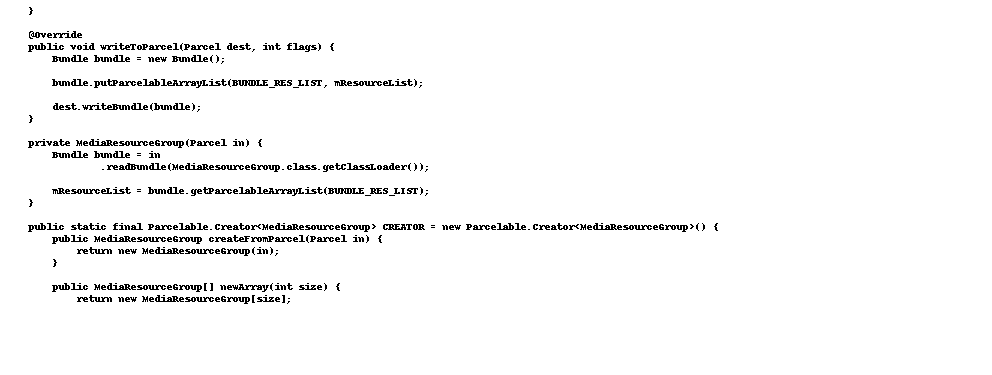 }
@Override
public void writeToParcel(Parcel dest, int flags) {
Bundle bundle = new Bundle();
bundle.putParcelableArrayList(BUNDLE_RES_LIST, mResourceList);
dest.writeBundle(bundle);
}
private MediaResourceGroup(Parcel in) {
Bundle bundle = in
.readBundle(MediaResourceGroup.class.getClassLoader());
mResourceList = bundle.getParcelableArrayList(BUNDLE_RES_LIST);
}
public static final Parcelable.Creator<MediaResourceGroup> CREATOR = new Parcelable.Creator<MediaResourceGroup>() {
public MediaResourceGroup createFromParcel(Parcel in) {
return new MediaResourceGroup(in);
}
public MediaResourceGroup[] newArray(int size) {
return new MediaResourceGroup[size];